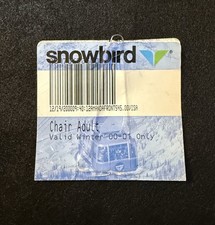 snowbird
Chair Adult
Valid Winter 00-01 Only